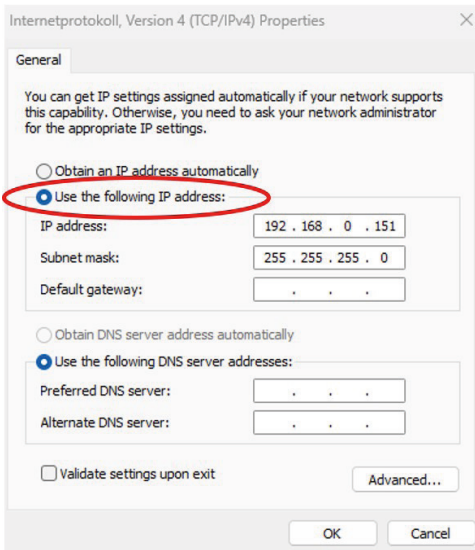 Internetprotokoll, Version 4 (TCP/IPv4) Properties
General
You can get IP settings assigned automatically if your network supports
this capability. Otherwise, you need to ask your network administrator
for the appropriate IP settings.
Obtain an IP address automatically
Use the following IP address:
IP address: 192 . 168 . 0 . 151
Subnet mask: 255 . 255 . 255 . 0
Default gateway: . . .
Obtain DNS server address automatically
Use the following DNS server addresses:
Preferred DNS server: . . .
Alternate DNS server: . . .
Validate settings upon exit
Advanced...
OK Cancel